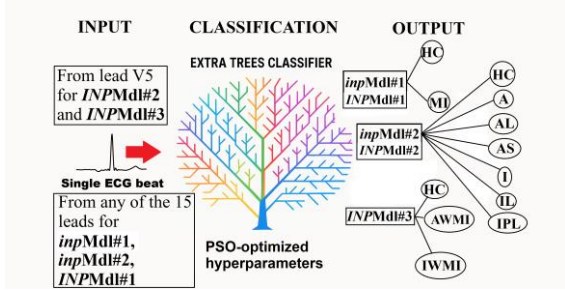 INPUT
CLASSIFICATION
OUTPUT
From lead V5
for INPMdl#2
and INPMdl#3
Single ECG beat
From any of the 15
leads for
inpMdl#1,
inpMdl#2,
INPMdl#1
EXTRA TREES CLASSIFIER
PSO-optimized
hyperparameters
inpMdl#1
INPMdl#1
HC
MI
inpMdl#2
INPMdl#2
HC
A
AL
AS
I
IL
IPL
INPMdl#3
HC
AWMI
IWMI